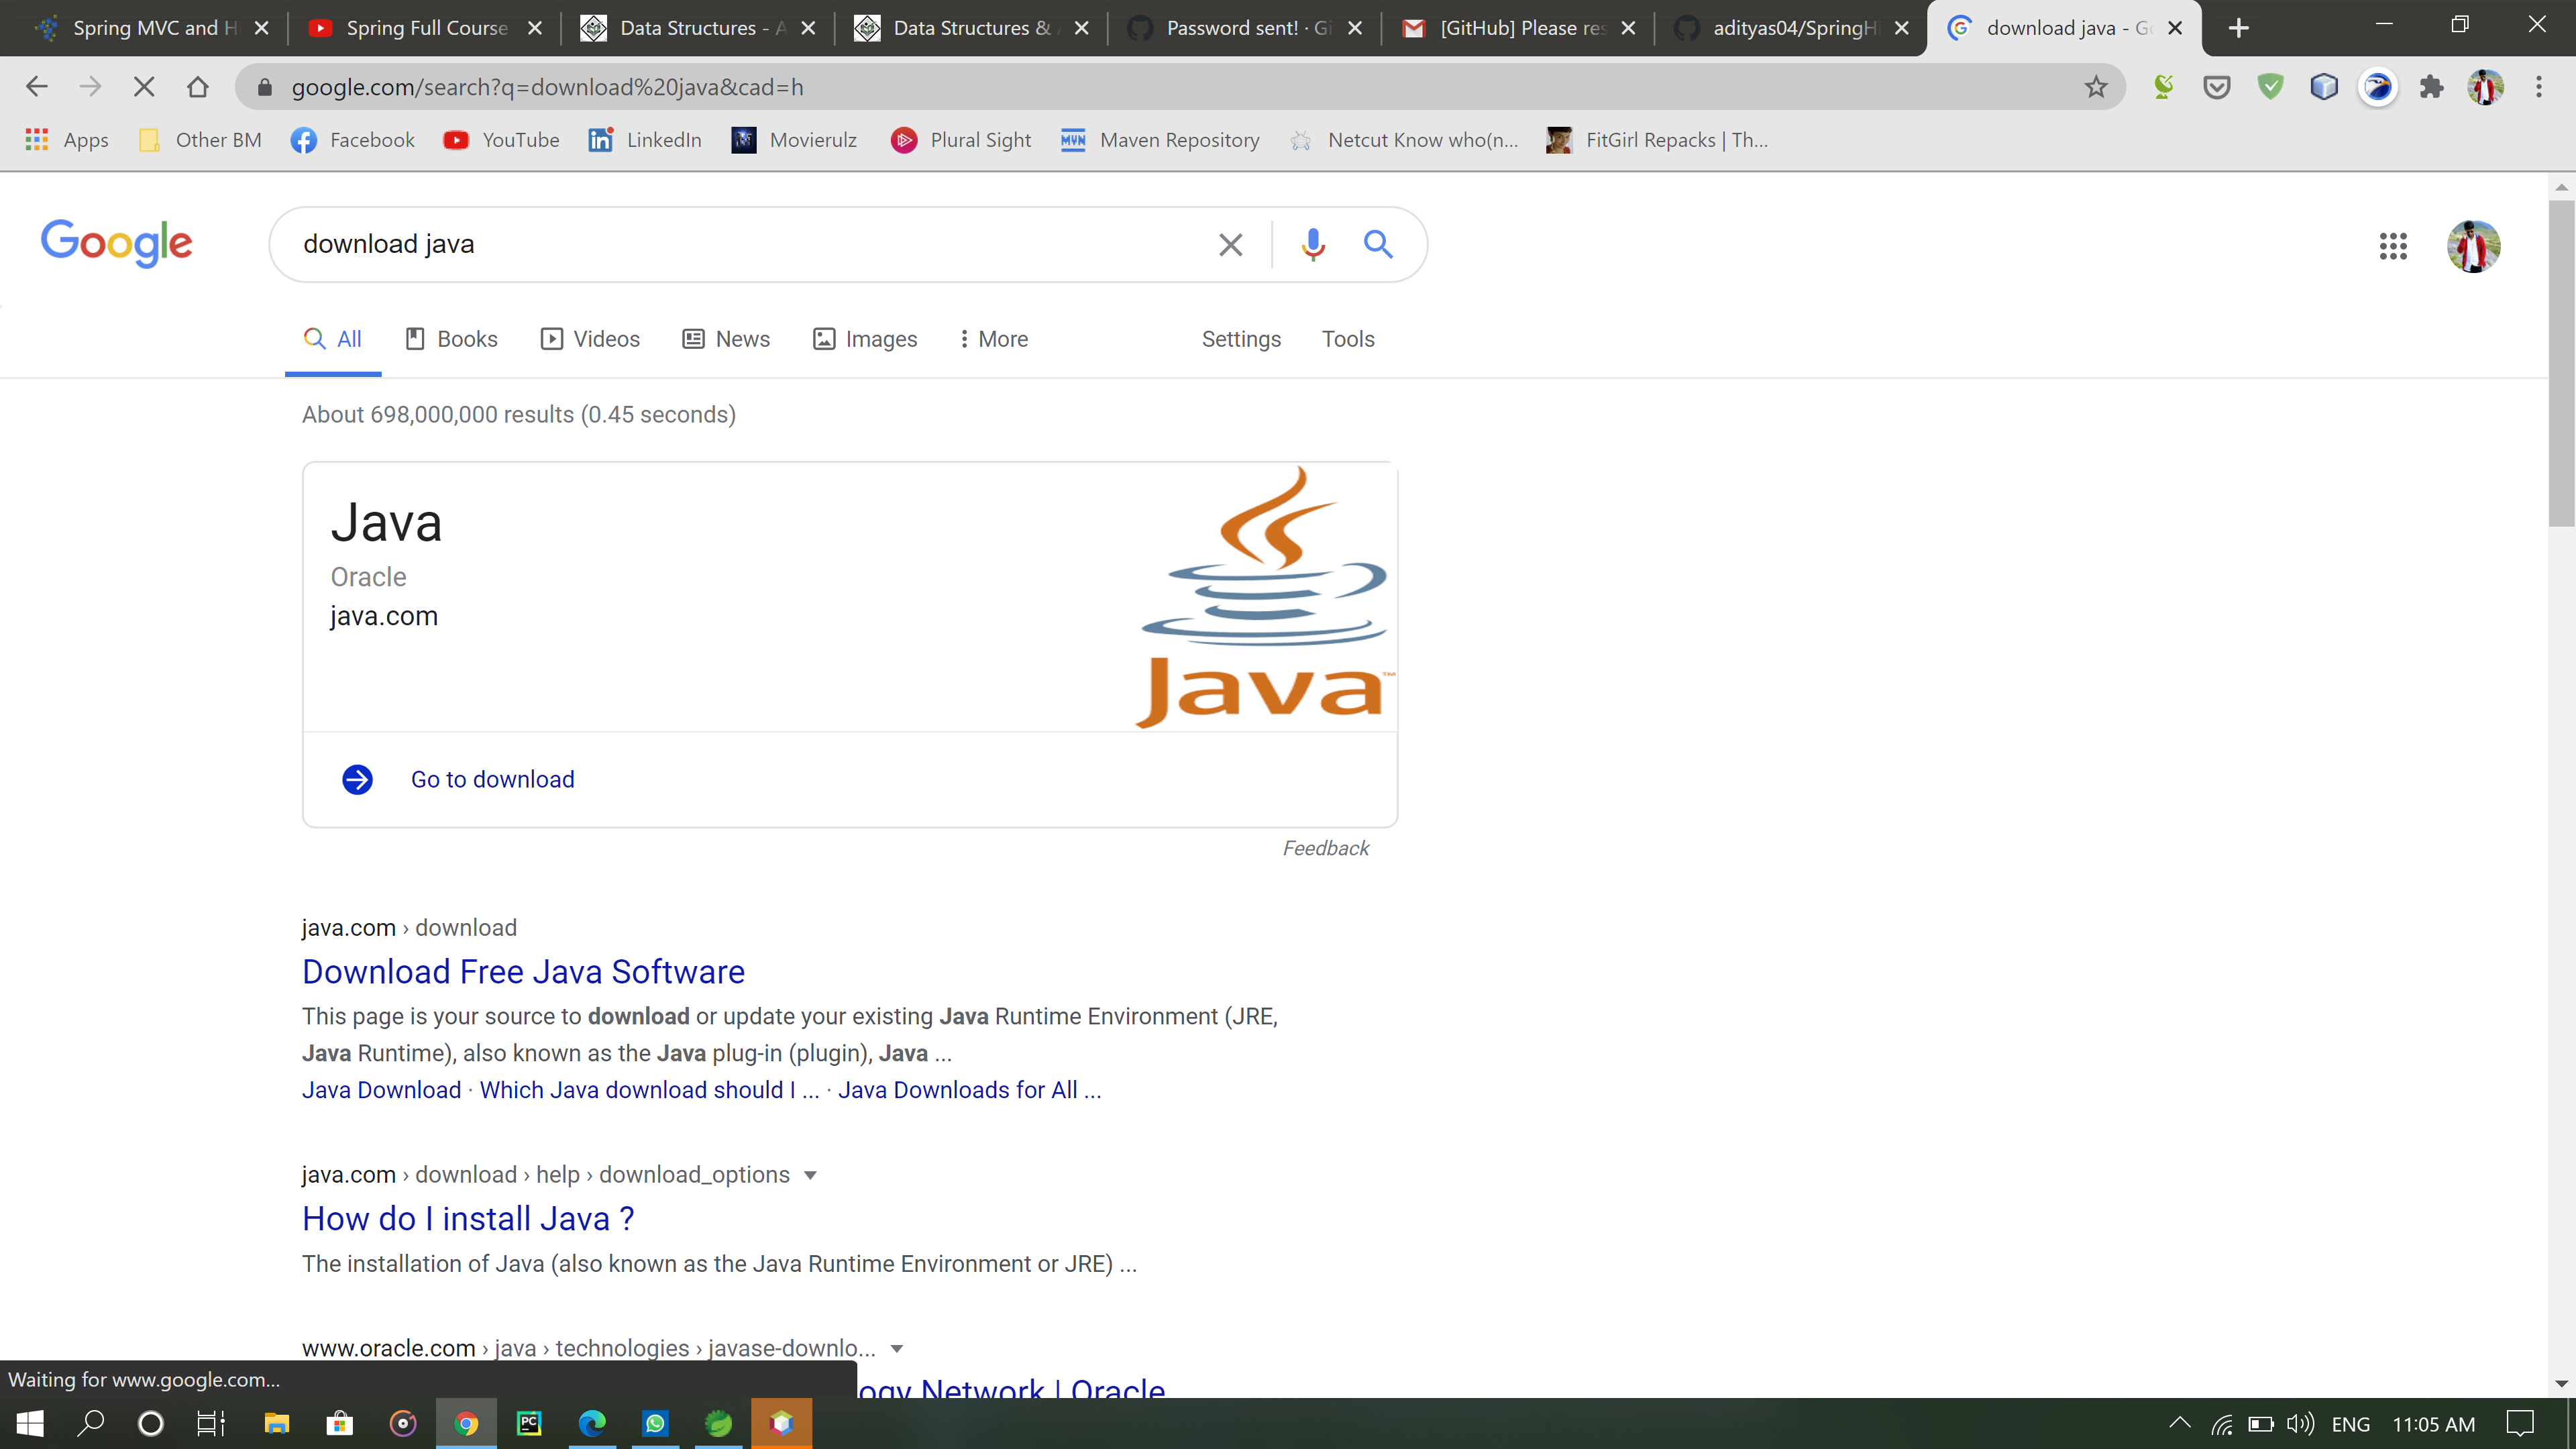 Spring MVC and H
Spring Full Course
Data Structures - A
Data Structures & A
Password sent! · Gi
[GitHub] Please res
adityas04/SpringHi
download java - Go
google.com/search?q=download%20java&cad=h
Apps
Other BM
Facebook
YouTube
LinkedIn
Movierulz
Plural Sight
MVN
Maven Repository
Netcut Know who(n...
FitGirl Repacks | Th...
Google
download java
All
Books
Videos
News
Images
More
Settings
Tools
About 698,000,000 results (0.45 seconds)
Java
Oracle
java.com
Java™
Go to download
Feedback
java.com › download
Download Free Java Software
This page is your source to download or update your existing Java Runtime Environment (JRE,
Java Runtime), also known as the Java plug-in (plugin), Java ...
Java Download · Which Java download should I ... · Java Downloads for All ...
java.com › download › help › download_options
How do I install Java ?
The installation of Java (also known as the Java Runtime Environment or JRE) ...
www.oracle.com › java › technologies › javase-downlo...
ogy Network | Oracle
Waiting for www.google.com...
PC
ENG
11:05 AM